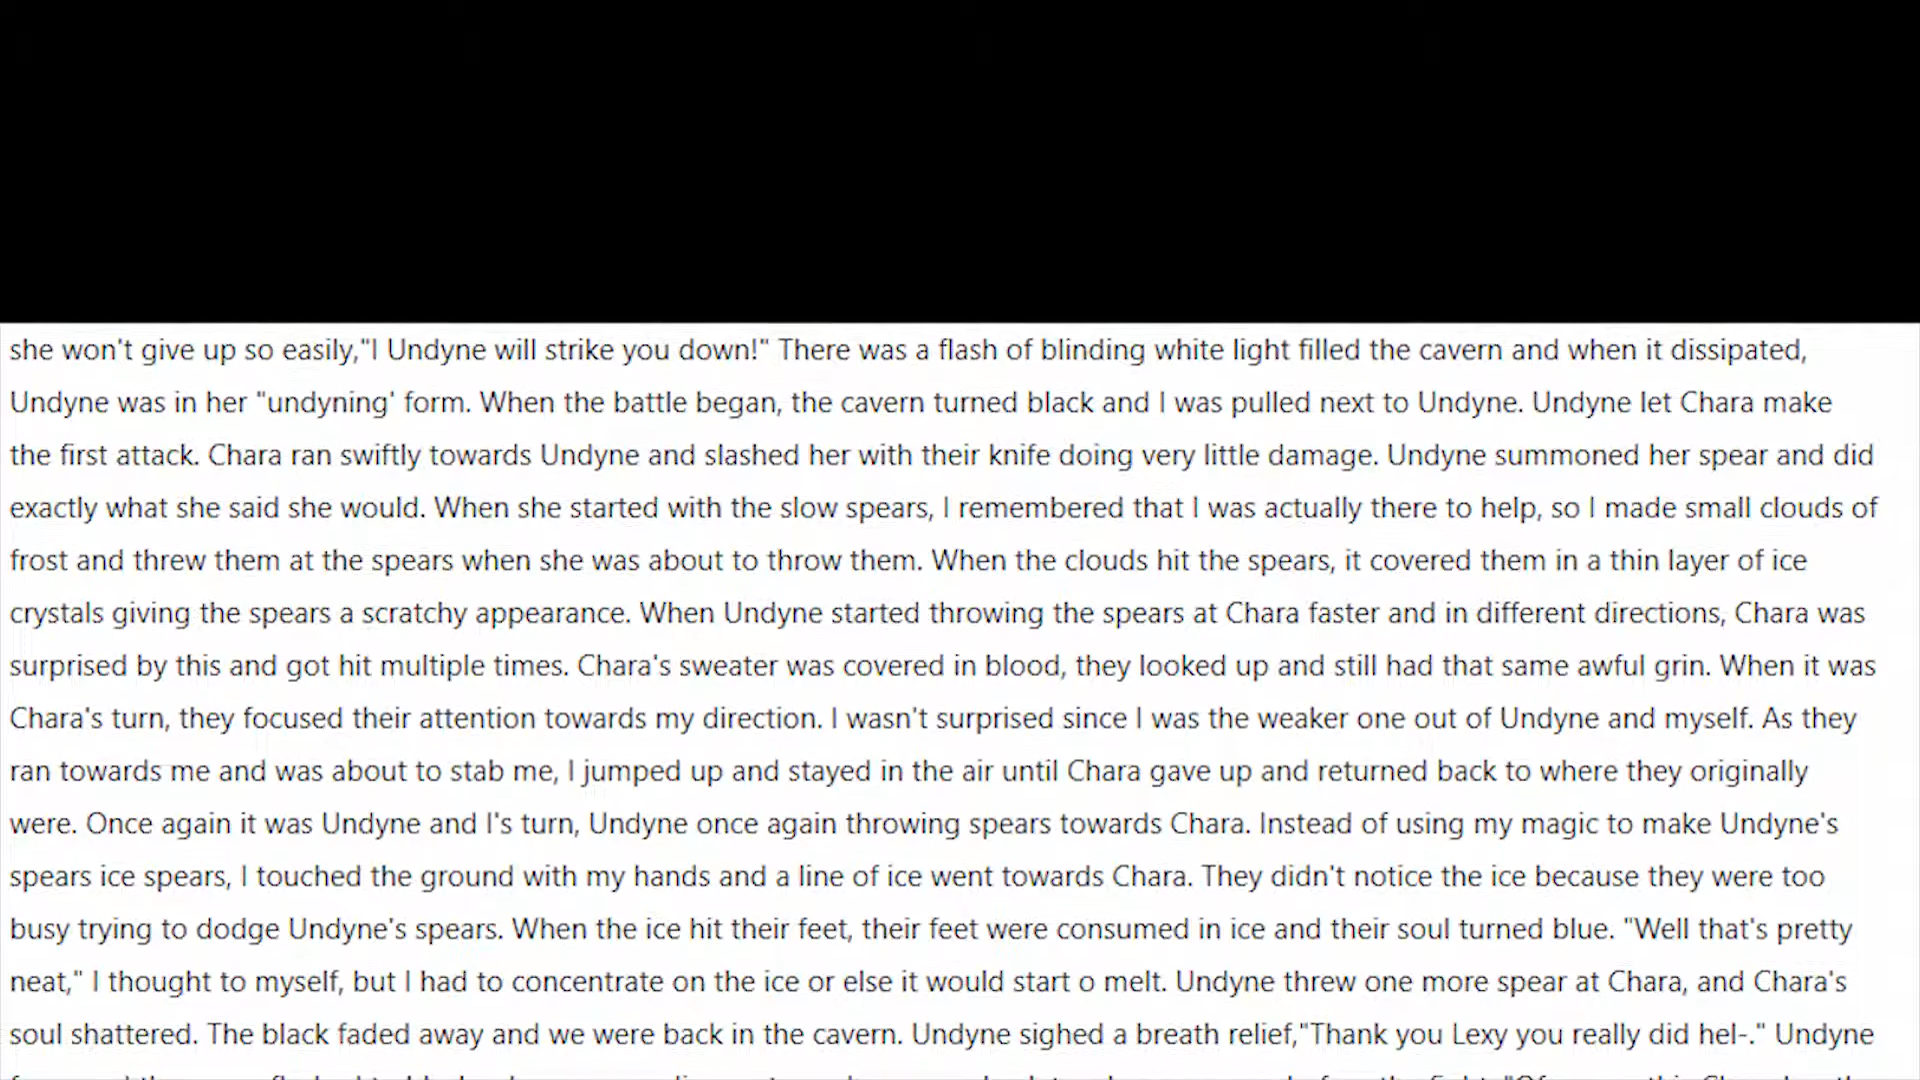 she won't give up so easily,"I Undyne will strike you down!" There was a flash of blinding white light filled the cavern and when it dissipated,
Undyne was in her "undyning' form. When the battle began, the cavern turned black and I was pulled next to Undyne. Undyne let Chara make
the first attack. Chara ran swiftly towards Undyne and slashed her with their knife doing very little damage. Undyne summoned her spear and did
exactly what she said she would. When she started with the slow spears, I remembered that I was actually there to help, so I made small clouds of
frost and threw them at the spears when she was about to throw them. When the clouds hit the spears, it covered them in a thin layer of ice
crystals giving the spears a scratchy appearance. When Undyne started throwing the spears at Chara faster and in different directions, Chara was
surprised by this and got hit multiple times. Chara's sweater was covered in blood, they looked up and still had that same awful grin. When it was
Chara's turn, they focused their attention towards my direction. I wasn't surprised since I was the weaker one out of Undyne and myself. As they
ran towards me and was about to stab me, I jumped up and stayed in the air until Chara gave up and returned back to where they originally
were. Once again it was Undyne and I's turn, Undyne once again throwing spears towards Chara. Instead of using my magic to make Undyne's
spears ice spears, I touched the ground with my hands and a line of ice went towards Chara. They didn't notice the ice because they were too
busy trying to dodge Undyne's spears. When the ice hit their feet, their feet were consumed in ice and their soul turned blue. "Well that's pretty
neat," I thought to myself, but I had to concentrate on the ice or else it would start o melt. Undyne threw one more spear at Chara, and Chara's
soul shattered. The black faded away and we were back in the cavern. Undyne sighed a breath relief,"Thank you Lexy you really did hel-." Undyne